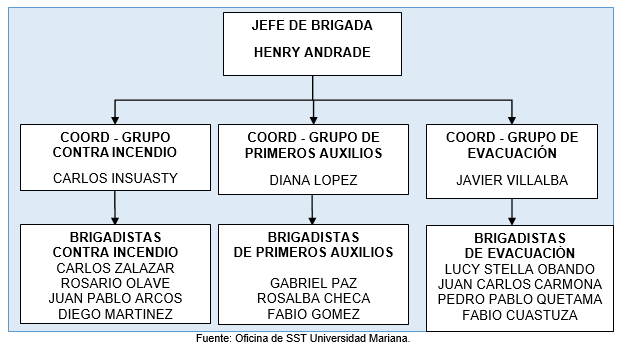 JEFE DE BRIGADA
HENRY ANDRADE
COORD - GRUPO
CONTRA INCENDIO
CARLOS INSUASTY
COORD - GRUPO DE
PRIMEROS AUXILIOS
DIANA LOPEZ
COORD - GRUPO DE
EVACUACIÓN
JAVIER VILLALBA
BRIGADISTAS
CONTRA INCENDIO
CARLOS ZALAZAR
ROSARIO OLAVE
JUAN PABLO ARCOS
DIEGO MARTINEZ
BRIGADISTAS
DE PRIMEROS AUXILIOS
GABRIEL PAZ
ROSALBA CHECA
FABIO GOMEZ
BRIGADISTAS
DE EVACUACIÓN
LUCY STELLA OBANDO
JUAN CARLOS CARMONA
PEDRO PABLO QUETAMA
FABIO CUASTUZA
Fuente: Oficina de SST Universidad Mariana.